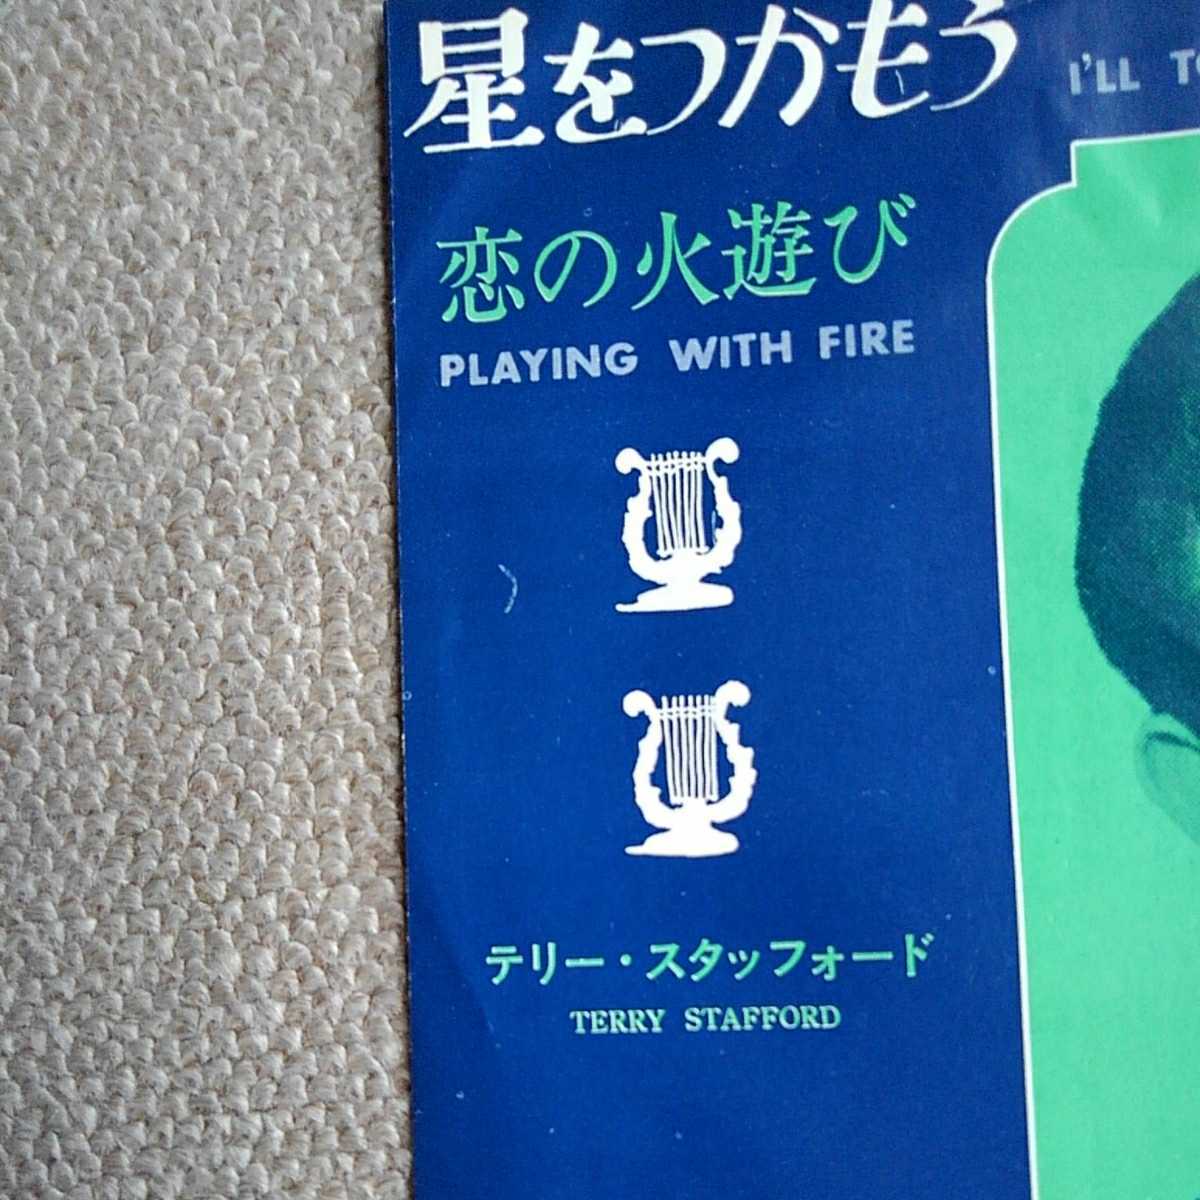 星をつかもう
I'LL
恋の火遊び
PLAYING WITH FIRE
テリー・スタッフォード
TERRY STAFFORD